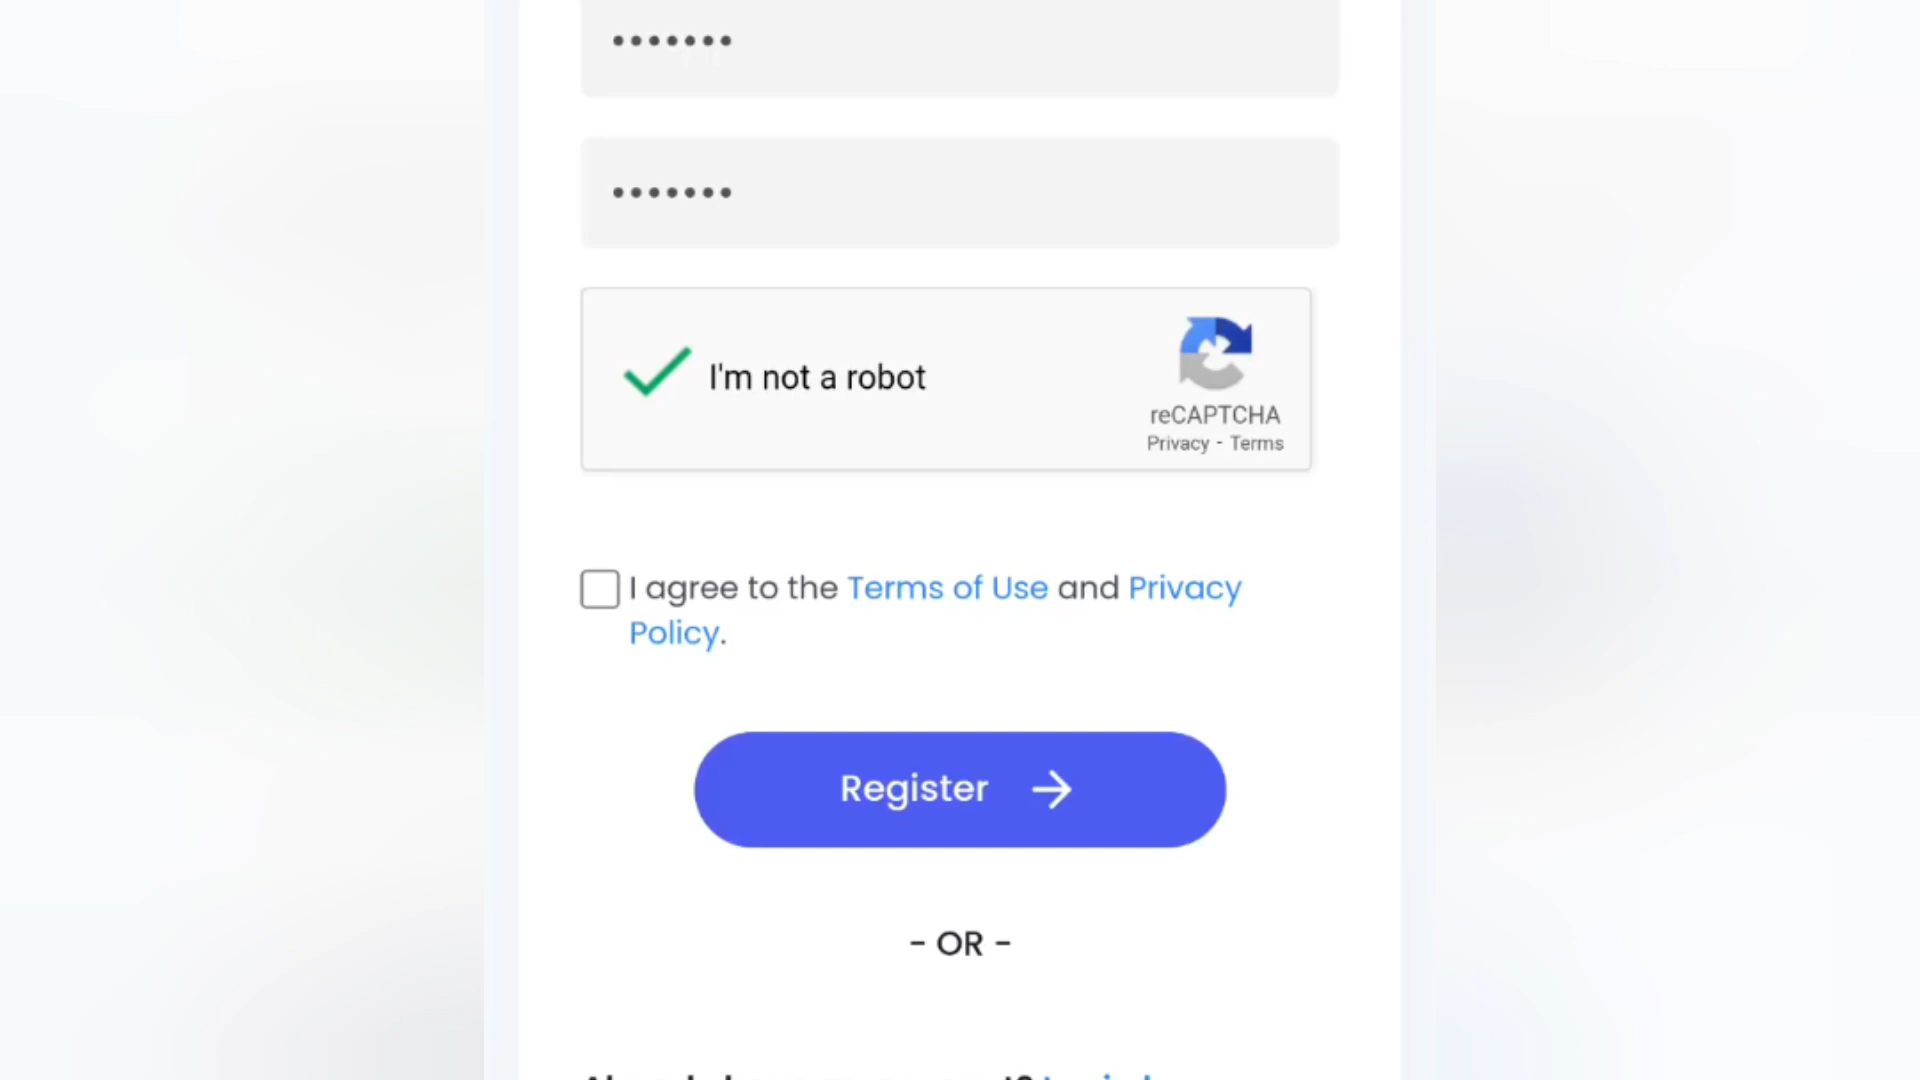 •••••••
•••••••
I'm not a robot
reCAPTCHA
Privacy - Terms
I agree to the Terms of Use and Privacy
Policy.
Register →
- OR -